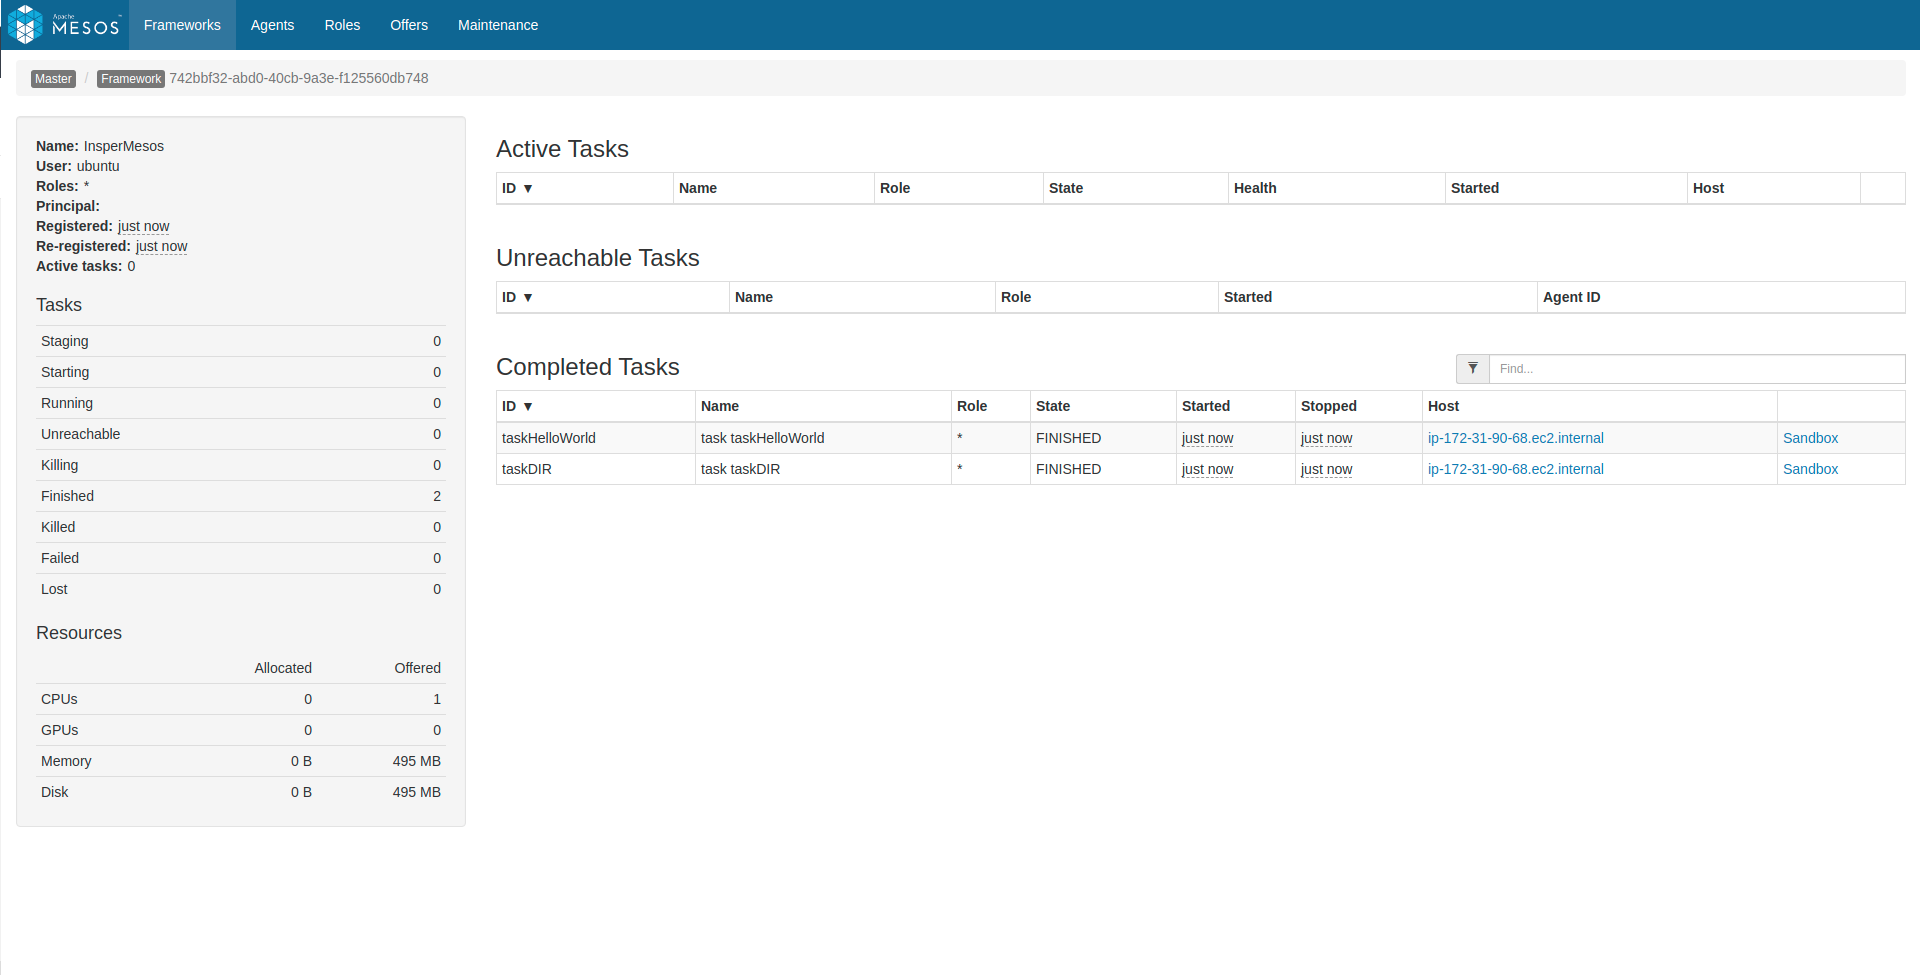 Apache MESOS™ Frameworks Agents Roles Offers Maintenance
Master / Framework 742bbf32-abd0-40cb-9a3e-f125560db748
Name: InsperMesos
User: ubuntu
Roles: *
Principal:
Registered: just now
Re-registered: just now
Active tasks: 0
Tasks
Staging 0
Starting 0
Running 0
Unreachable 0
Killing 0
Finished 2
Killed 0
Failed 0
Lost 0
Resources
Allocated Offered
CPUs 0 1
GPUs 0 0
Memory 0 B 495 MB
Disk 0 B 495 MB
Active Tasks
ID ▼ Name Role State Health Started Host
Unreachable Tasks
ID ▼ Name Role Started Agent ID
Completed Tasks
Find...
ID ▼ Name Role State Started Stopped Host
taskHelloWorld task taskHelloWorld * FINISHED just now just now ip-172-31-90-68.ec2.internal Sandbox
taskDIR task taskDIR * FINISHED just now just now ip-172-31-90-68.ec2.internal Sandbox